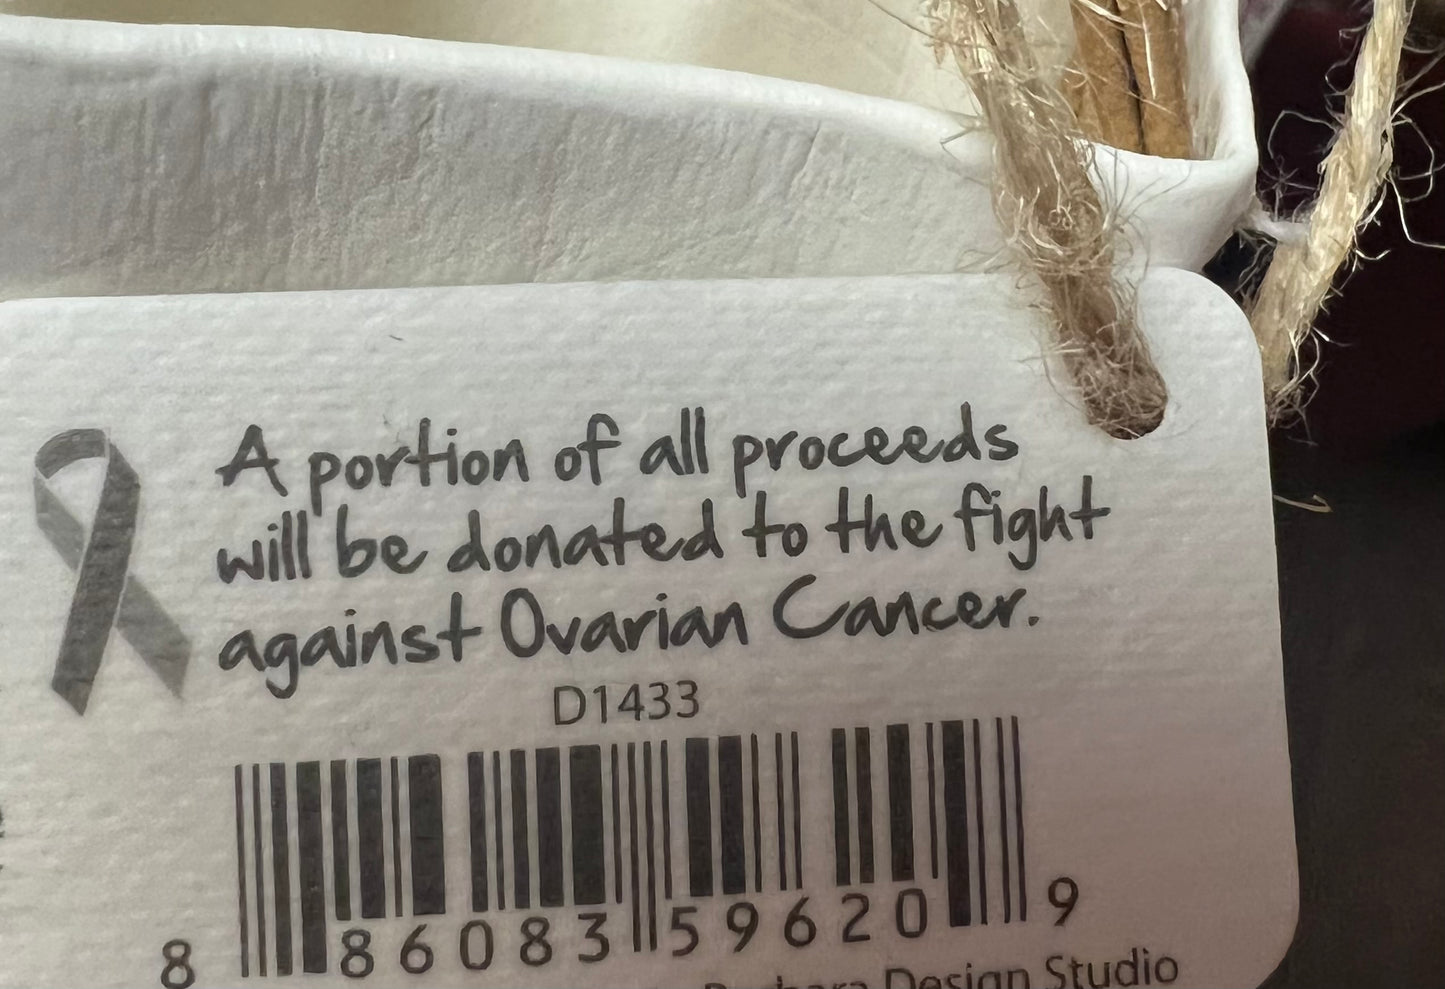 A portion of all proceeds
will be donated to the fight
against Ovarian Cancer.
D1433
8 86083 59620 9
Design Studio